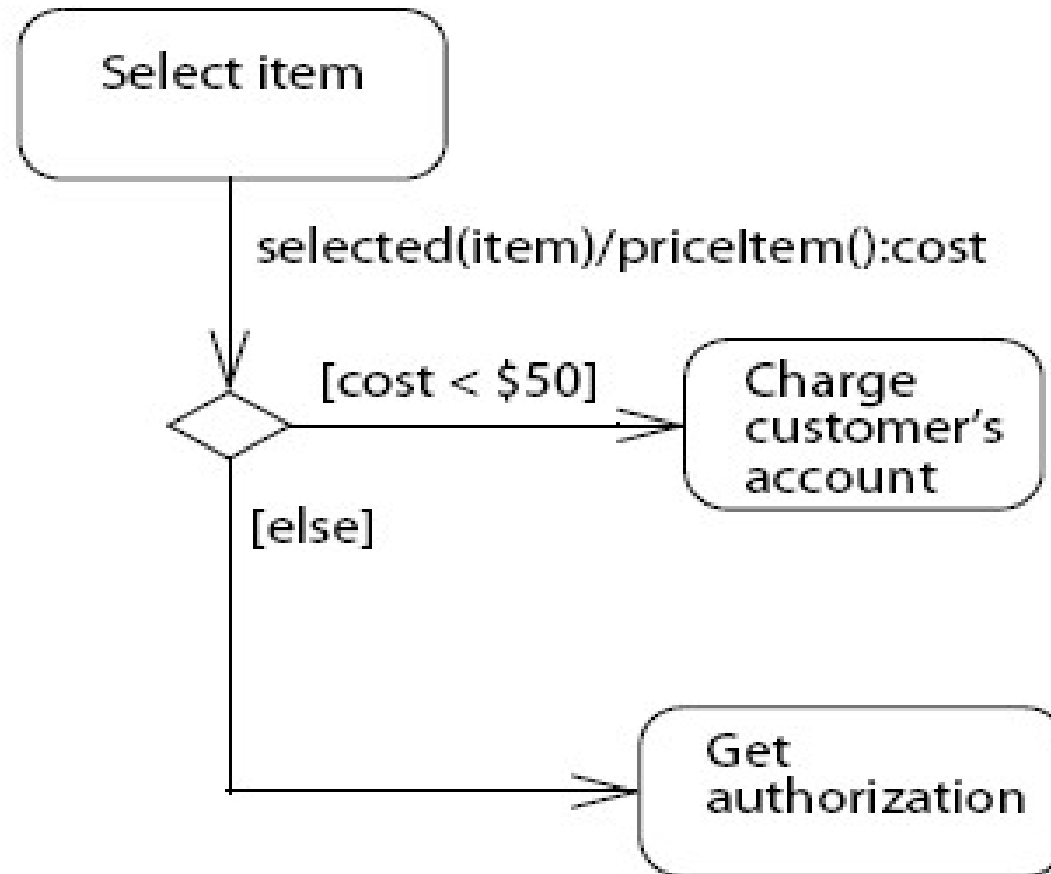 Select item
selected(item)/priceItem():cost
[cost < $50]
Charge
customer's
account
[else]
Get
authorization